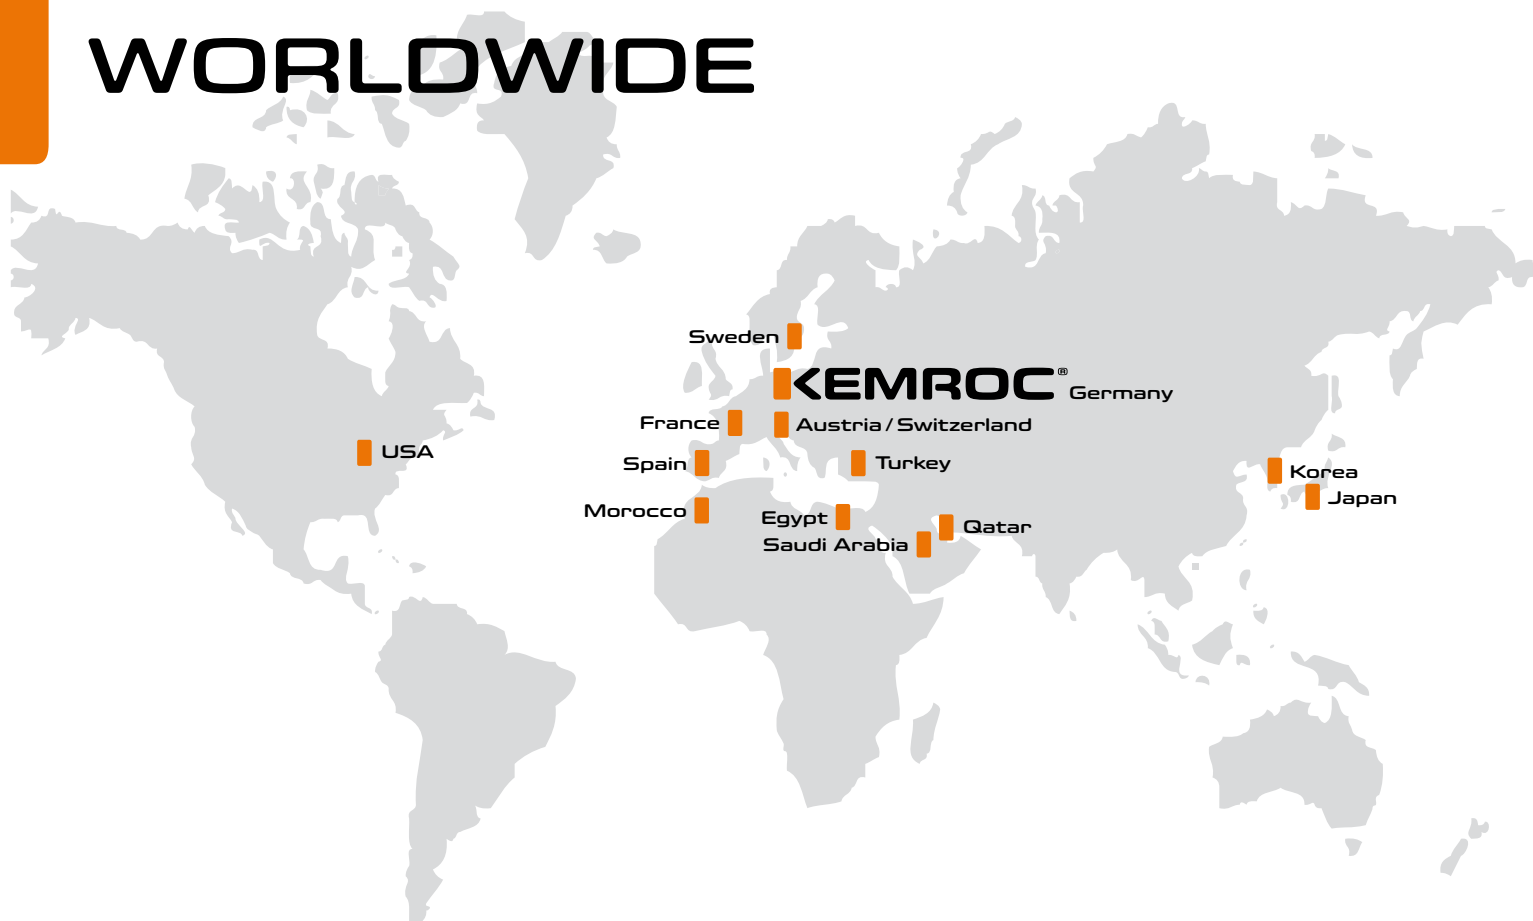 WORLDWIDE
Sweden
KEMROC® Germany
France
Austria / Switzerland
USA
Spain
Turkey
Korea
Japan
Morocco
Egypt
Qatar
Saudi Arabia